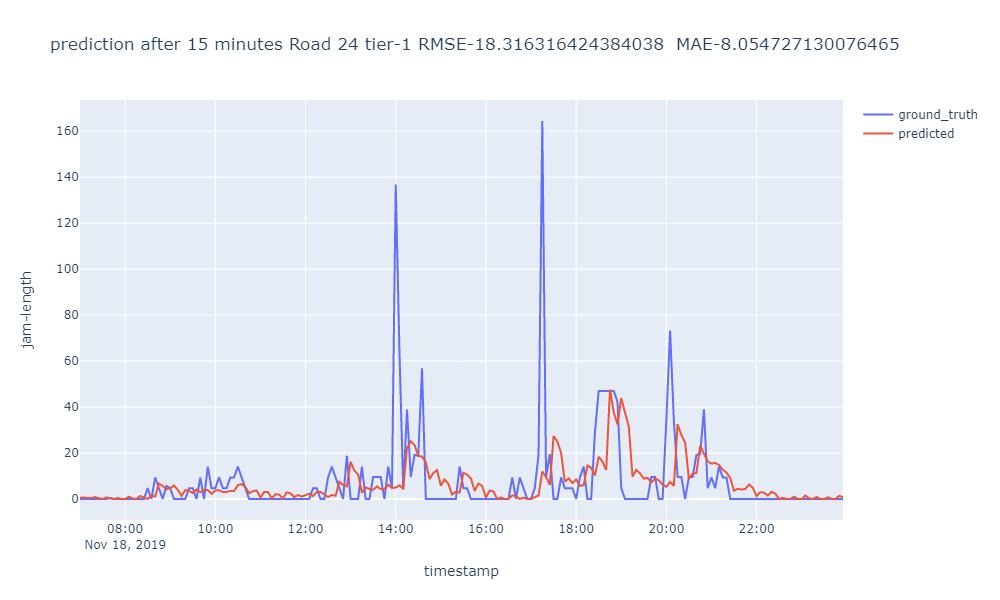 prediction after 15 minutes Road 24 tier-1 RMSE-18.316316424384038  MAE-8.054727130076465
ground_truth
predicted
160
140
120
100
80
60
40
20
0
jam-length
08:00 10:00 12:00 14:00 16:00 18:00 20:00 22:00
Nov 18, 2019
timestamp